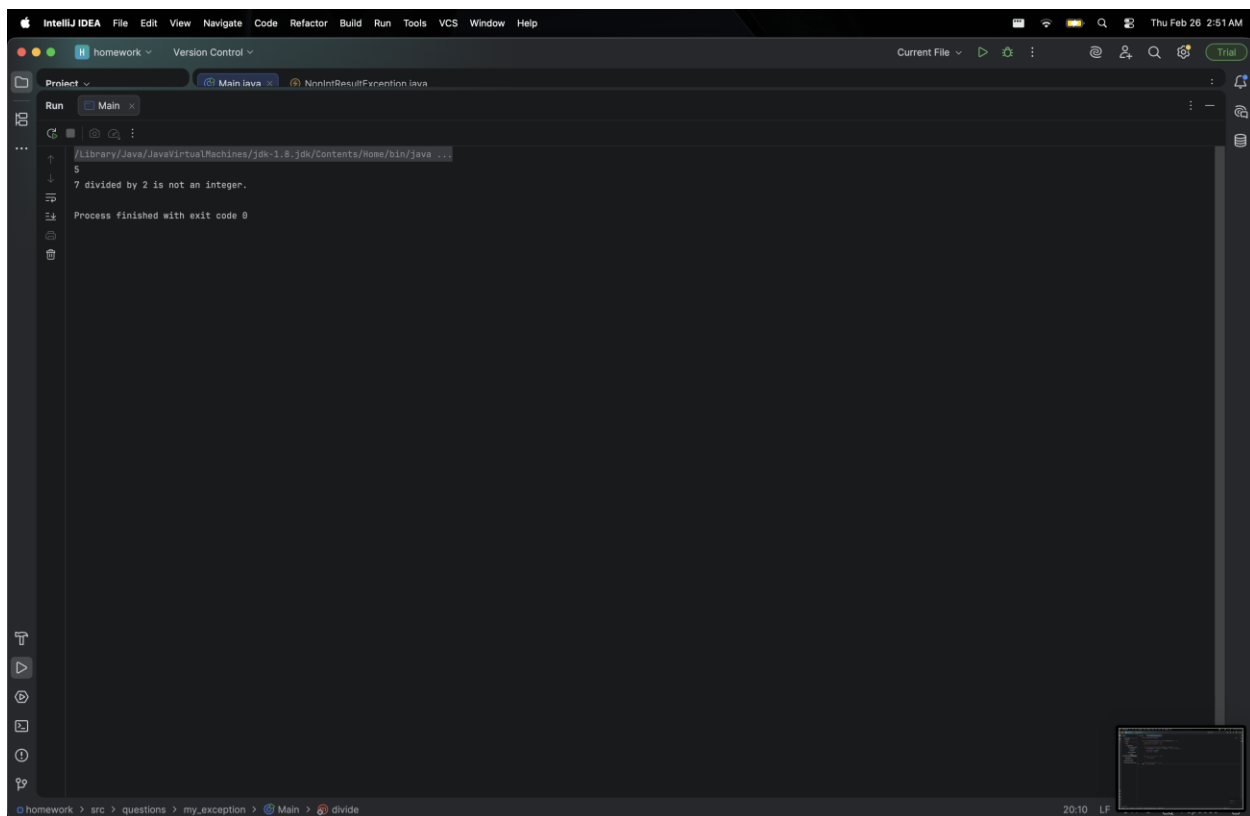 IntelliJ IDEA File Edit View Navigate Code Refactor Build Run Tools VCS Window Help Thu Feb 26 2:51 AM
H homework Version Control Current File Trial
Project Main.java NonIntResultException.java
Run Main
/Library/Java/JavaVirtualMachines/jdk-1.8.jdk/Contents/Home/bin/java ...
5
7 divided by 2 is not an integer.
Process finished with exit code 0
homework > src > questions > my_exception > Main > divide 20:10 LF